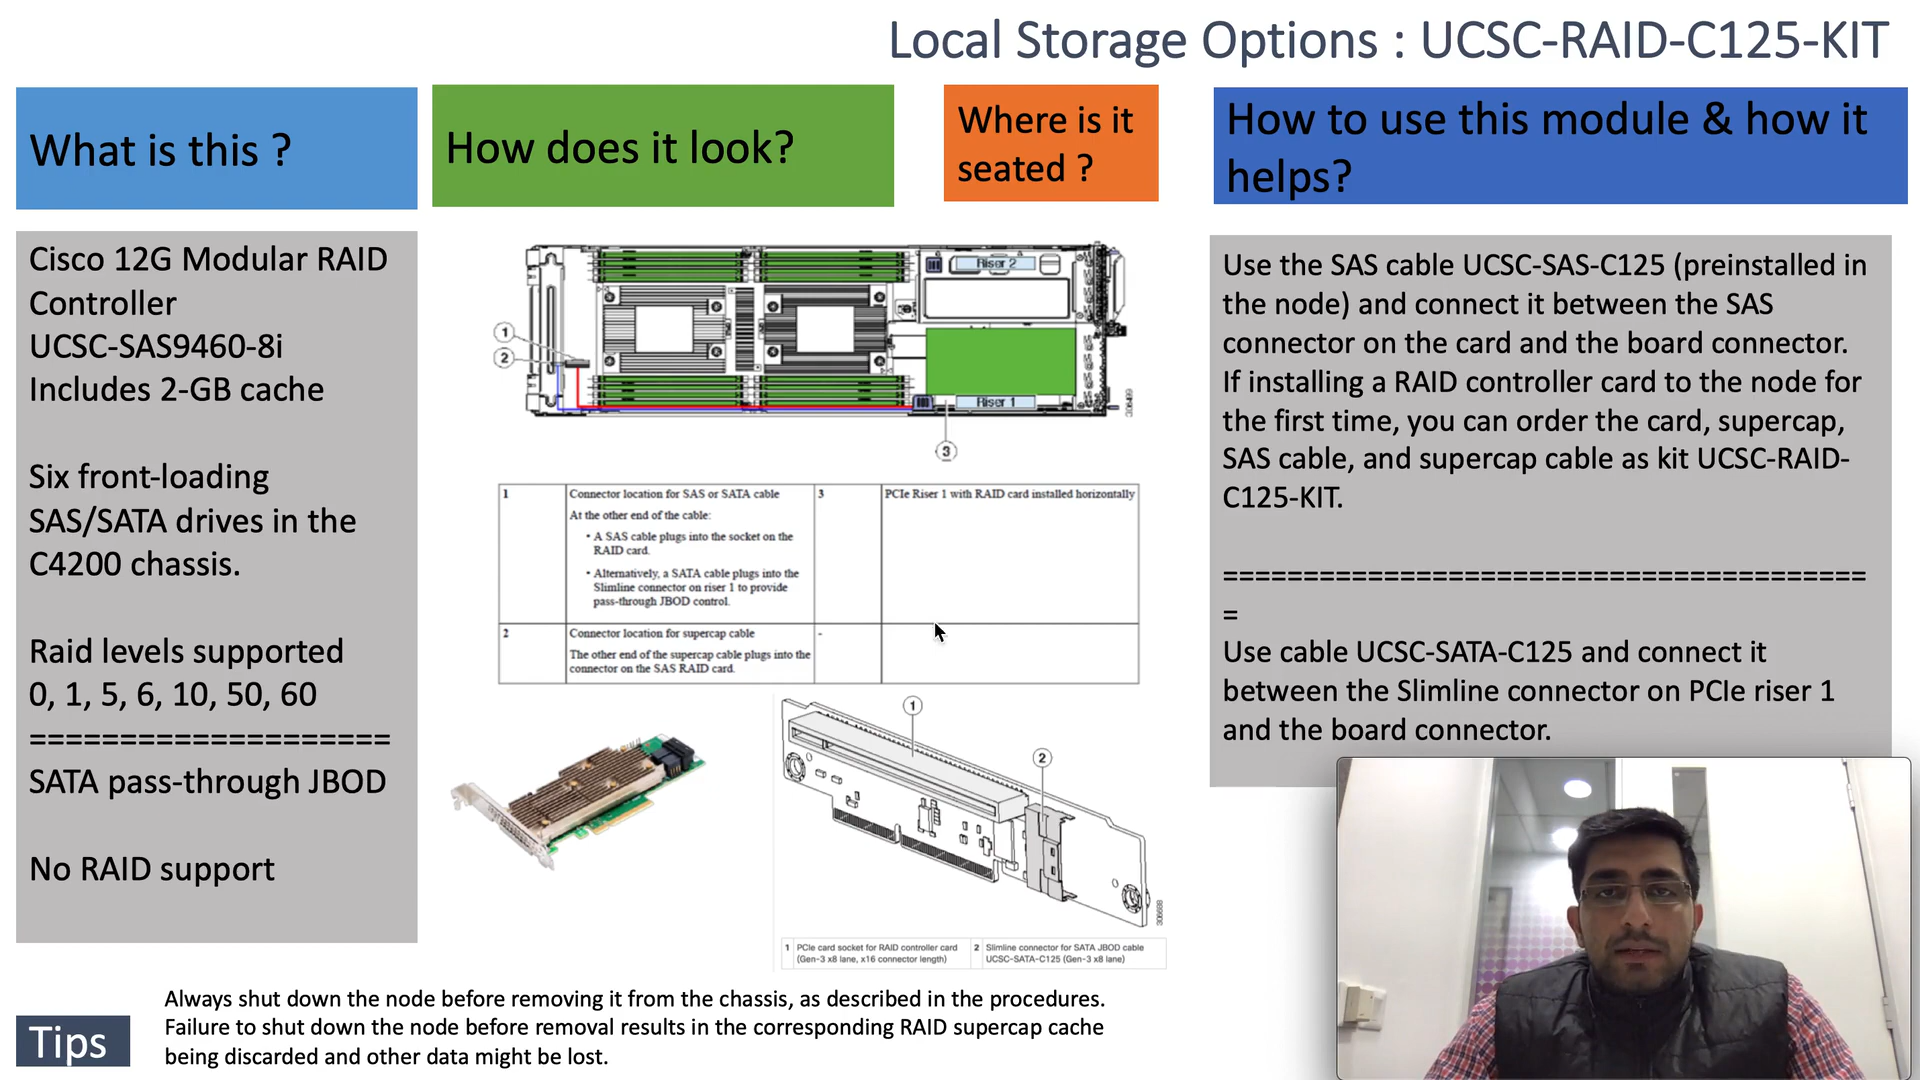 Local Storage Options : UCSC-RAID-C125-KIT
What is this ?
How does it look?
Where is it
seated ?
How to use this module & how it
helps?
Cisco 12G Modular RAID
Controller
UCSC-SAS9460-8i
Includes 2-GB cache
Six front-loading
SAS/SATA drives in the
C4200 chassis.
Raid levels supported
0, 1, 5, 6, 10, 50, 60
====================
SATA pass-through JBOD
No RAID support
Riser 2
1
2
Riser 1
3
306499
1
Connector location for SAS or SATA cable
At the other end of the cable:
• A SAS cable plugs into the socket on the
RAID card.
• Alternatively, a SATA cable plugs into the
Slimline connector on riser 1 to provide
pass-through JBOD control.
3
PCIe Riser 1 with RAID card installed horizontally
2
Connector location for supercap cable
The other end of the supercap cable plugs into the
connector on the SAS RAID card.
-
1
2
306698
1 PCIe card socket for RAID controller card
(Gen-3 x8 lane, x16 connector length)
2 Slimline connector for SATA JBOD cable
UCSC-SATA-C125 (Gen-3 x8 lane)
Use the SAS cable UCSC-SAS-C125 (preinstalled in
the node) and connect it between the SAS
connector on the card and the board connector.
If installing a RAID controller card to the node for
the first time, you can order the card, supercap,
SAS cable, and supercap cable as kit UCSC-RAID-
C125-KIT.
========================================
=
Use cable UCSC-SATA-C125 and connect it
between the Slimline connector on PCIe riser 1
and the board connector.
Tips
Always shut down the node before removing it from the chassis, as described in the procedures.
Failure to shut down the node before removal results in the corresponding RAID supercap cache
being discarded and other data might be lost.